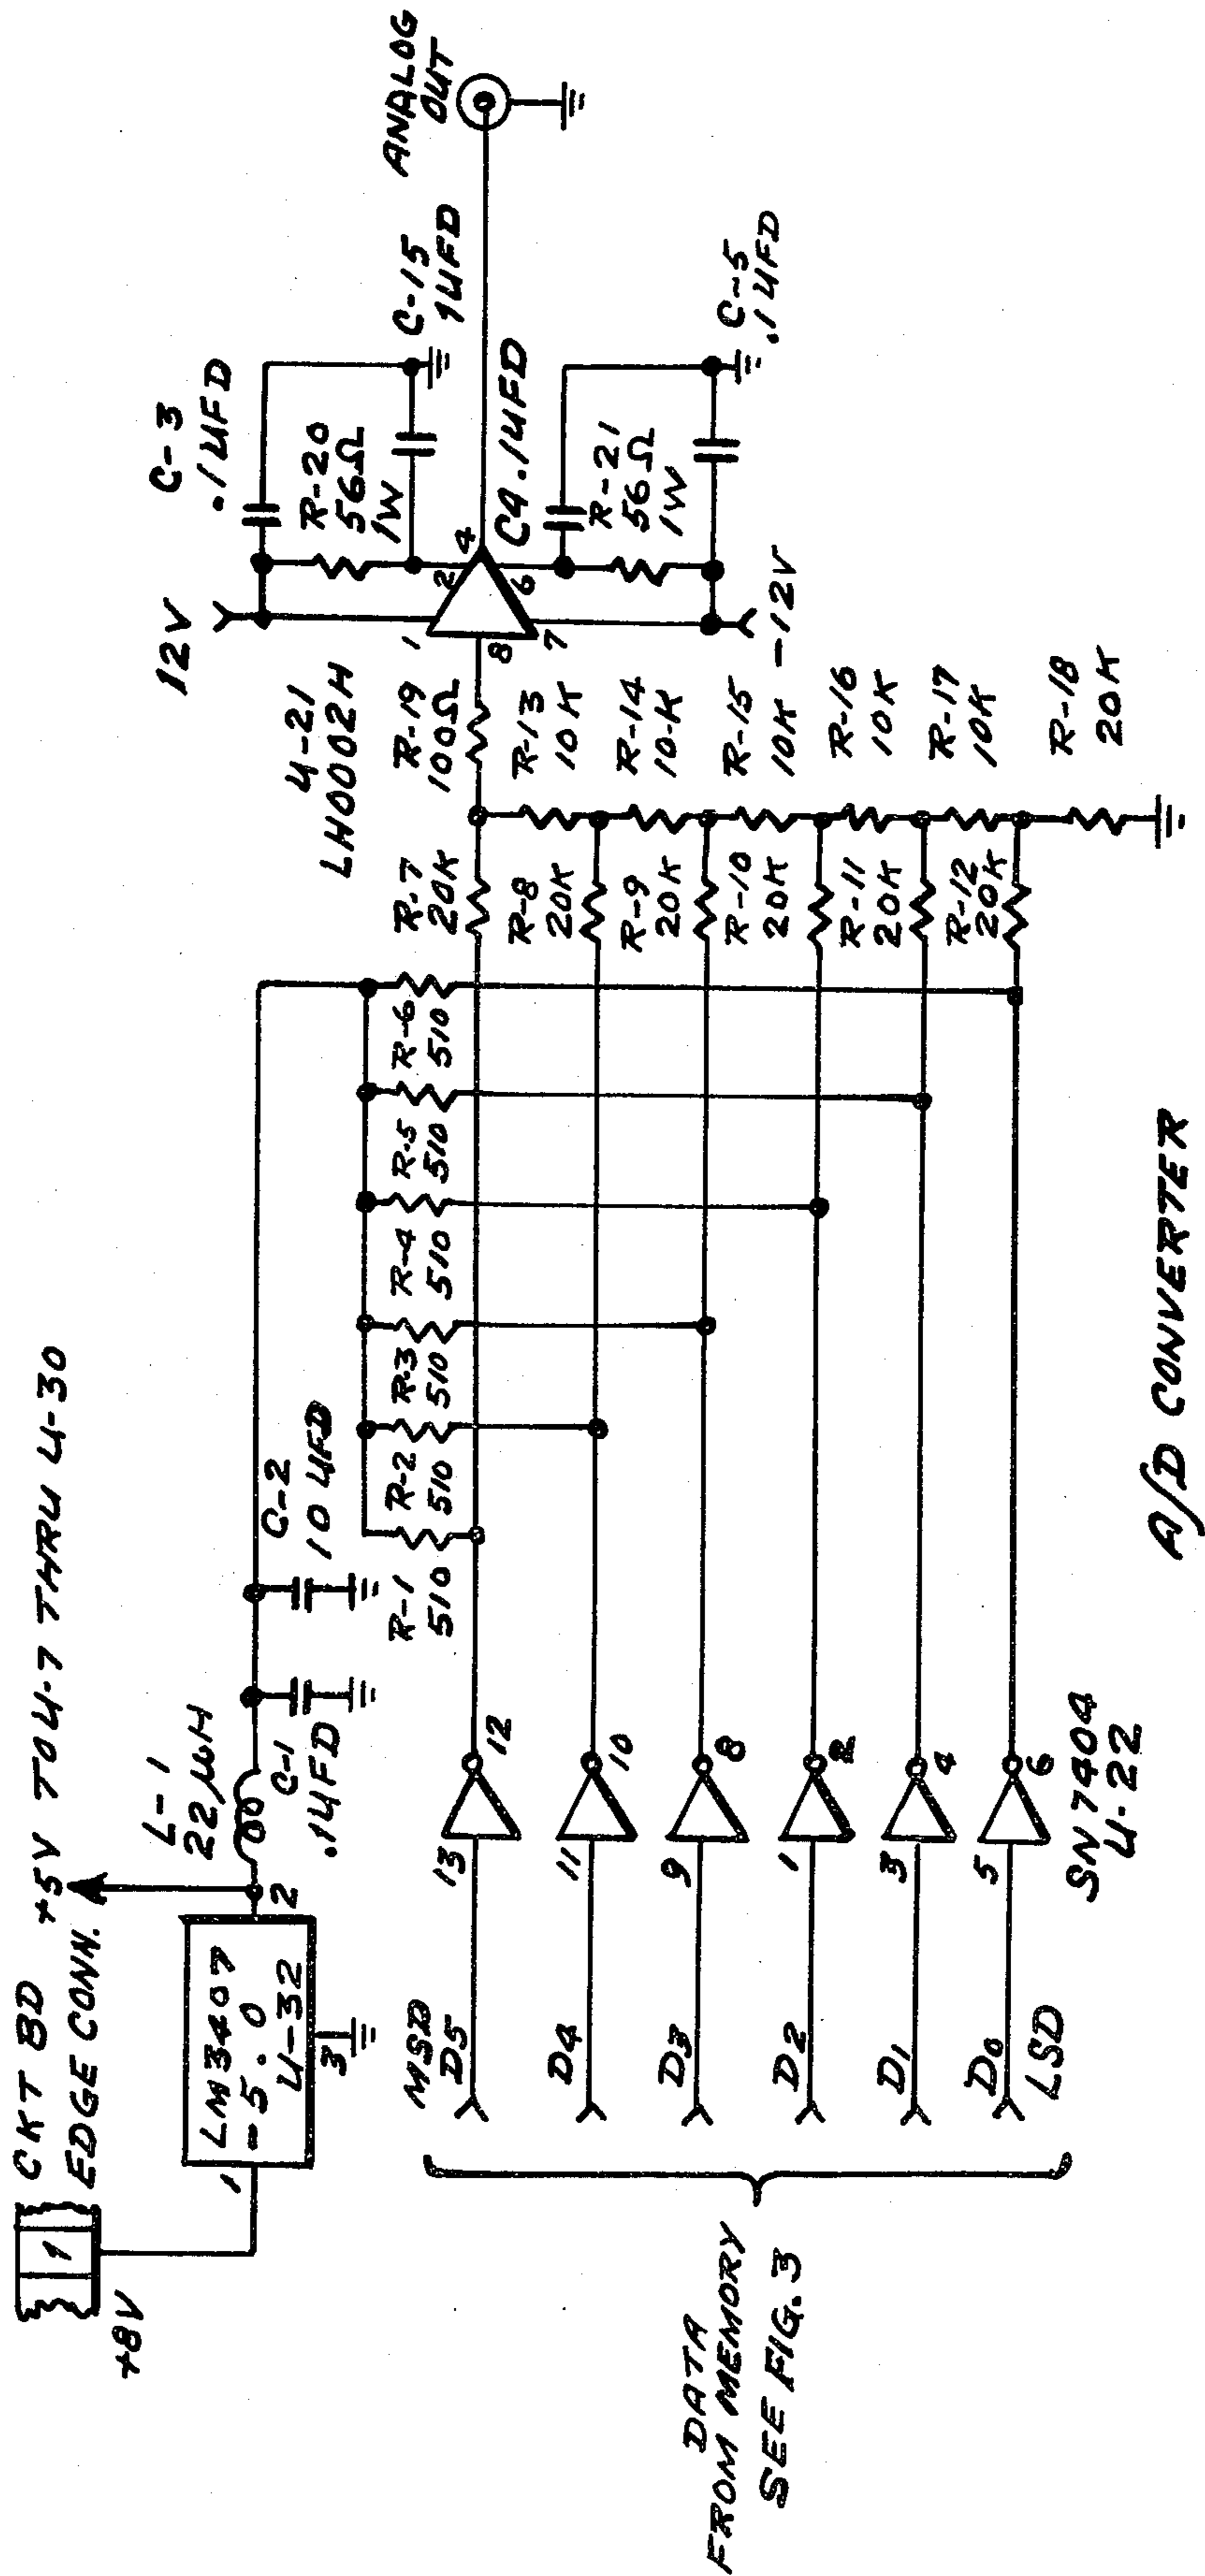 CKT BD
EDGE CONN.
1
+8V
+5V TO U-7 THRU U-30
1
LM3407
-5.0
U-32
2
3
L-1
22µH
C-1
.1UFD
C-2
10 UFD
R-1
510
R-2
510
R-3
510
R-4
510
R-5
510
R-6
510
DATA
FROM MEMORY
SEE FIG. 3
MSD
D5
13
12
D4
11
10
D3
9
8
D2
1
2
D1
3
4
D0
LSD
5
6
SN7404
U-22
R-7
20K
R-8
20K
R-9
20K
R-10
20K
R-11
20K
R-12
20K
R-19
100Ω
R-13
10K
R-14
10-K
R-15
10K
R-16
10K
R-17
10K
R-18
20K
U-21
LH0002H
12V
1
8
7
2
4
6
-12V
C-3
.1UFD
R-20
56Ω
1W
C-15
1UFD
C4 .1UFD
R-21
56Ω
1W
C-5
.1UFD
ANALOG
OUT
A/D CONVERTER